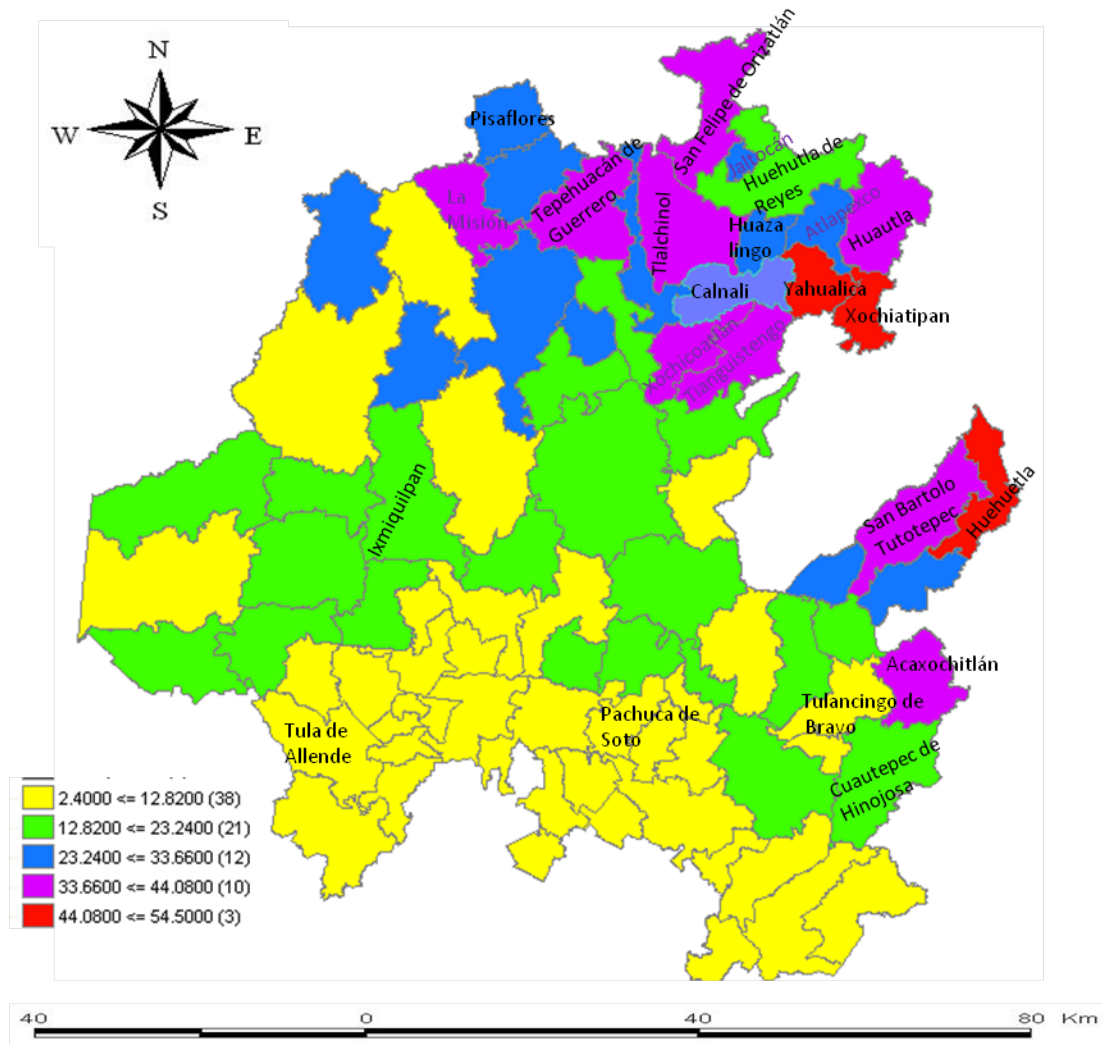 N
W
E
S
San Felipe de Orizatlán
Pisaflores
Jaltocán
Huehutla de
Reyes
Tepehuacán de
Guerrero
La
Misión
Atlapexco
Huautla
Tlalchinol
Huaza
lingo
Calnali
Yahualica
Xochiatipan
Xochicoatlán
Tianguistengo
Ixmiquilpan
San Bartolo
Tutotepec
Huehuetla
Acaxochitlán
Tulancingo de
Bravo
Pachuca de
Soto
Tula de
Allende
Cuautepec de
Hinojosa
2.4000 <= 12.8200 (38)
12.8200 <= 23.2400 (21)
23.2400 <= 33.6600 (12)
33.6600 <= 44.0800 (10)
44.0800 <= 54.5000 (3)
40 0 40 80 Km